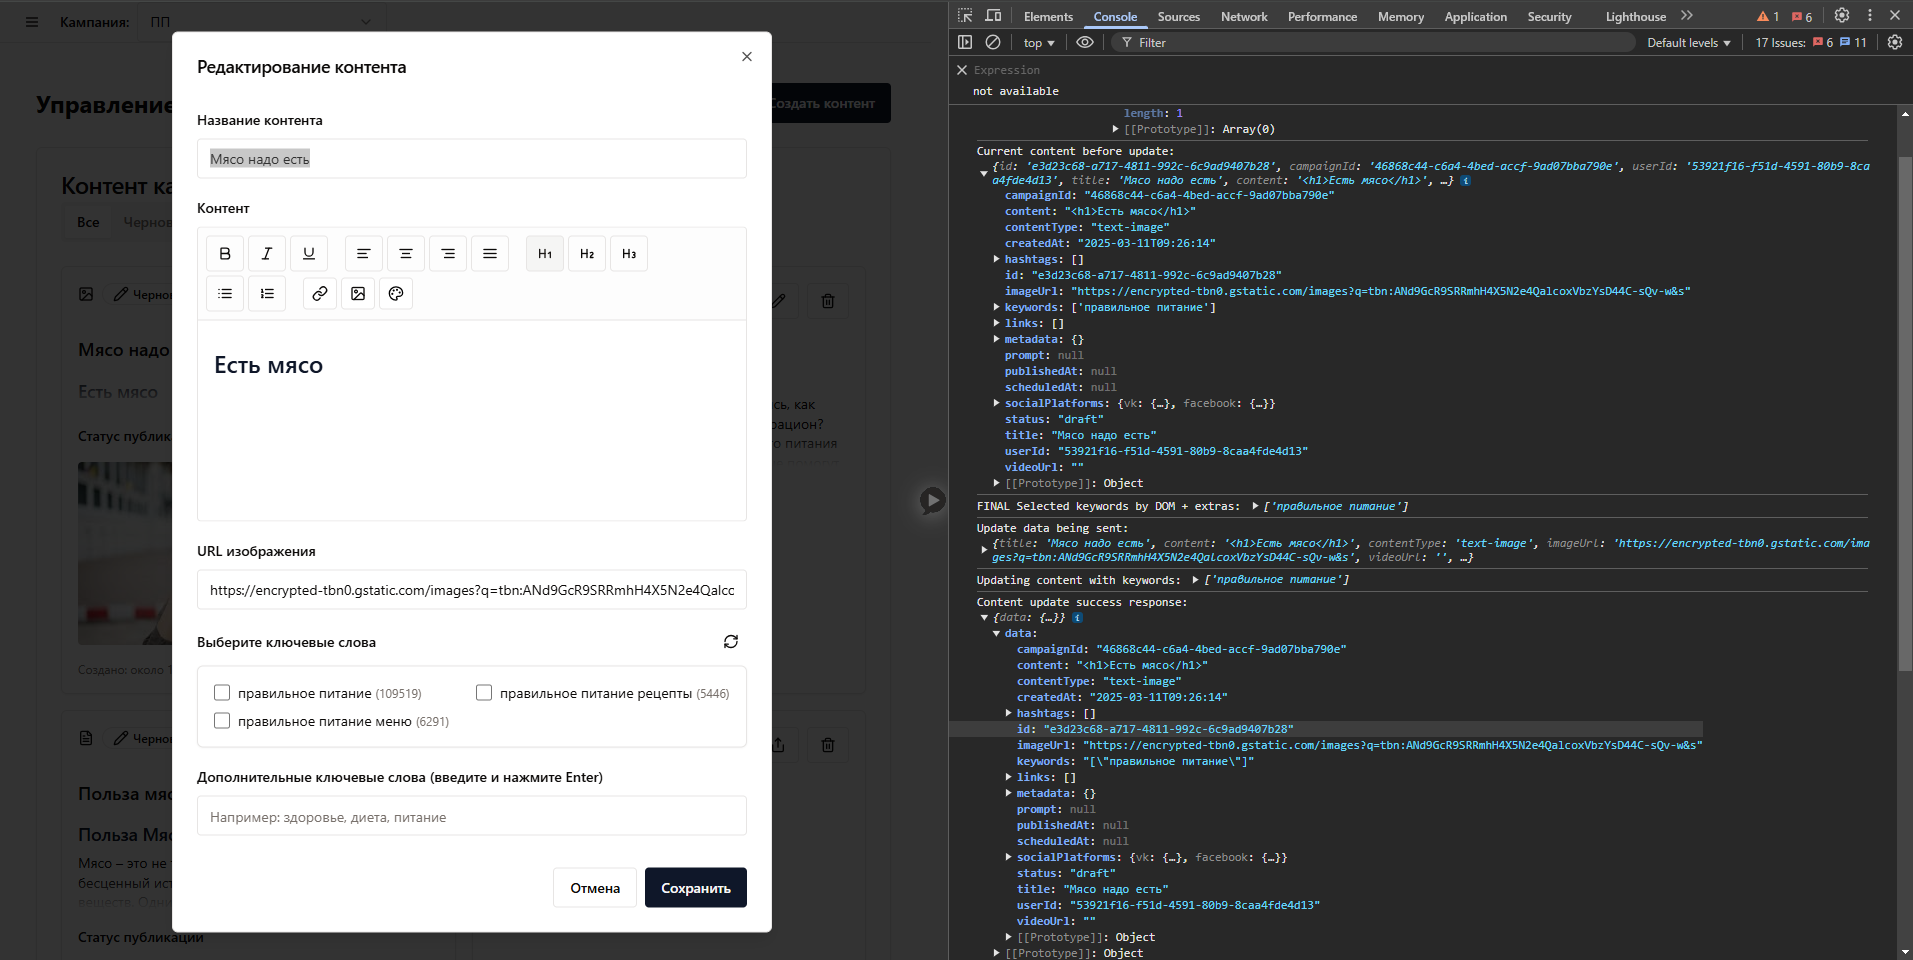 Кампания:
ПП
Управление
Создать контент
Контент ка
Все
Чернов
Черно
Мясо надо
Есть мясо
Статус публик
Создано: около
сь, как
рацион?
о питания
Черно
Польза мя
Польза Мяс
Мясо – это не
бесценный ист
Статус публикации
Редактирование контента
Название контента
Мясо надо есть
Контент
B
I
U
H1
H2
H3
Есть мясо
URL изображения
https://encrypted-tbn0.gstatic.com/images?q=tbn:ANd9GcR9SRRmhH4X5N2e4Qalcc
Выберите ключевые слова
правильное питание (109519)
правильное питание рецепты (5446)
правильное питание меню (6291)
Дополнительные ключевые слова (введите и нажмите Enter)
Например: здоровье, диета, питание
Отмена
Сохранить
Elements
Console
Sources
Network
Performance
Memory
Application
Security
Lighthouse
1
6
top
Filter
Default levels
17 Issues:
6
11
Expression
not available
length: 1
[[Prototype]]: Array(0)
Current content before update:
{id: 'e3d23c68-a717-4811-992c-6c9ad9407b28', campaignId: '46868c44-c6a4-4bed-accf-9ad07bba790e', userId: '53921f16-f51d-4591-80b9-8ca
a4fde4d13', title: 'Мясо надо есть', content: '<h1>Есть мясо</h1>', …}
campaignId: "46868c44-c6a4-4bed-accf-9ad07bba790e"
content: "<h1>Есть мясо</h1>"
contentType: "text-image"
createdAt: "2025-03-11T09:26:14"
hashtags: []
id: "e3d23c68-a717-4811-992c-6c9ad9407b28"
imageUrl: "https://encrypted-tbn0.gstatic.com/images?q=tbn:ANd9GcR9SRRmhH4X5N2e4QalcoxVbzYsD44C-sQv-w&s"
keywords: ['правильное питание']
links: []
metadata: {}
prompt: null
publishedAt: null
scheduledAt: null
socialPlatforms: {vk: {…}, facebook: {…}}
status: "draft"
title: "Мясо надо есть"
userId: "53921f16-f51d-4591-80b9-8caa4fde4d13"
videoUrl: ""
[[Prototype]]: Object
FINAL Selected keywords by DOM + extras: ['правильное питание']
Update data being sent:
{title: 'Мясо надо есть', content: '<h1>Есть мясо</h1>', contentType: 'text-image', imageUrl: 'https://encrypted-tbn0.gstatic.com/ima
ges?q=tbn:ANd9GcR9SRRmhH4X5N2e4QalcoxVbzYsD44C-sQv-w&s', videoUrl: '', …}
Updating content with keywords: ['правильное питание']
Content update success response:
{data: {…}}
data:
campaignId: "46868c44-c6a4-4bed-accf-9ad07bba790e"
content: "<h1>Есть мясо</h1>"
contentType: "text-image"
createdAt: "2025-03-11T09:26:14"
hashtags: []
id: "e3d23c68-a717-4811-992c-6c9ad9407b28"
imageUrl: "https://encrypted-tbn0.gstatic.com/images?q=tbn:ANd9GcR9SRRmhH4X5N2e4QalcoxVbzYsD44C-sQv-w&s"
keywords: "[\"правильное питание\"]"
links: []
metadata: {}
prompt: null
publishedAt: null
scheduledAt: null
socialPlatforms: {vk: {…}, facebook: {…}}
status: "draft"
title: "Мясо надо есть"
userId: "53921f16-f51d-4591-80b9-8caa4fde4d13"
videoUrl: ""
[[Prototype]]: Object
[[Prototype]]: Object